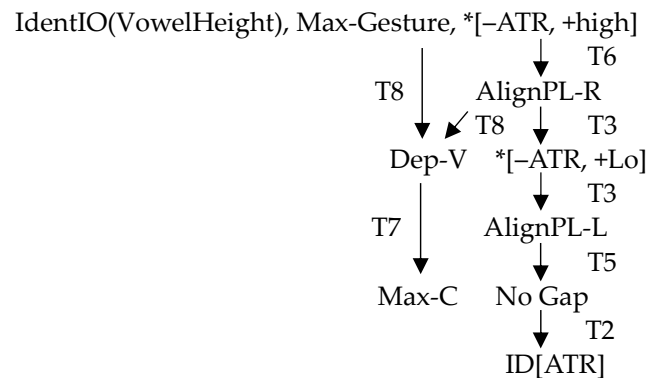 IdentIO(VowelHeight), Max-Gesture, *[–ATR, +high]
T6
T8 AlignPL-R
T8 T3
Dep-V *[–ATR, +Lo]
T3
T7 AlignPL-L
T5
Max-C No Gap
T2
ID[ATR]